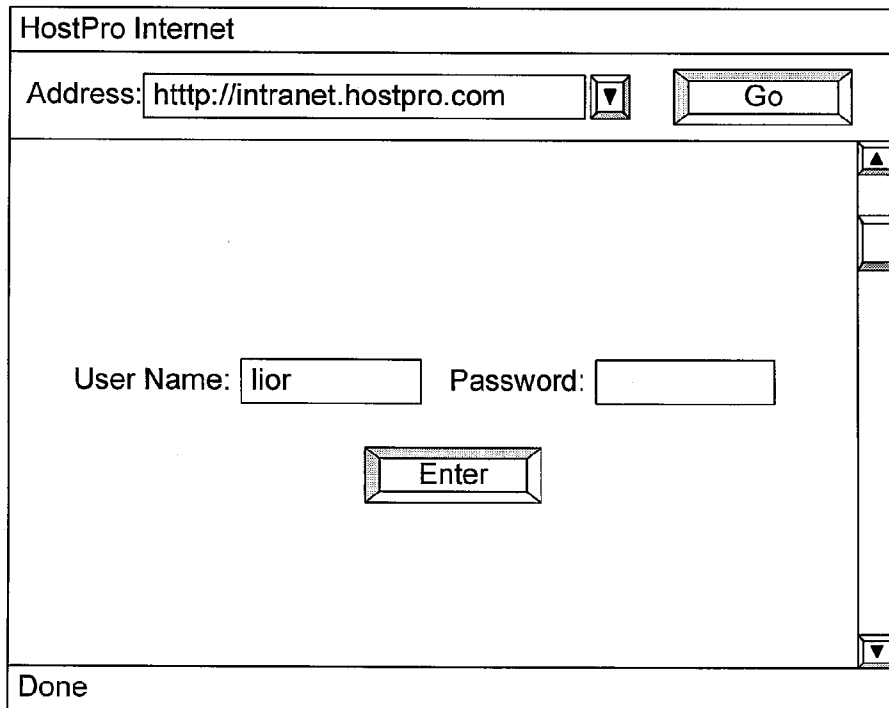 HostPro Internet
Address: htttp://intranet.hostpro.com ▼ Go
User Name: lior Password:
Enter
Done